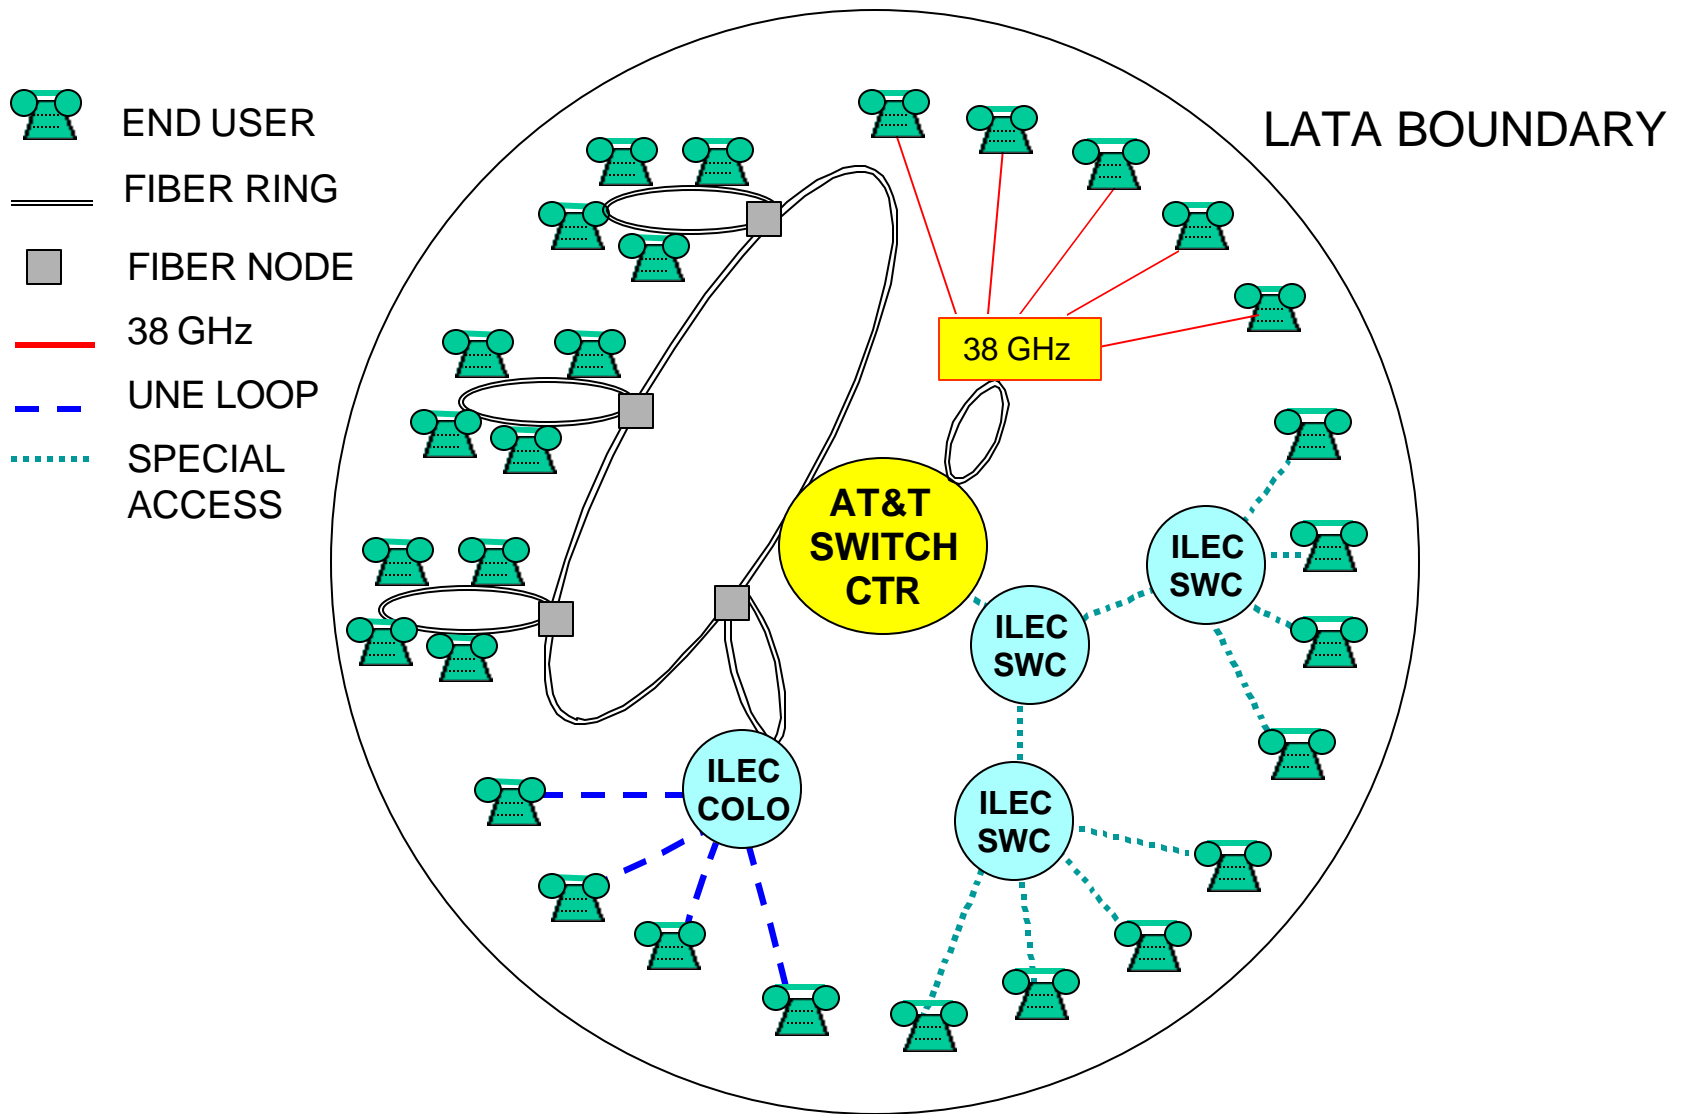 END USER
FIBER RING
FIBER NODE
38 GHz
UNE LOOP
SPECIAL
ACCESS
LATA BOUNDARY
38 GHz
AT&T
SWITCH
CTR
ILEC
SWC
ILEC
SWC
ILEC
COLO
ILEC
SWC